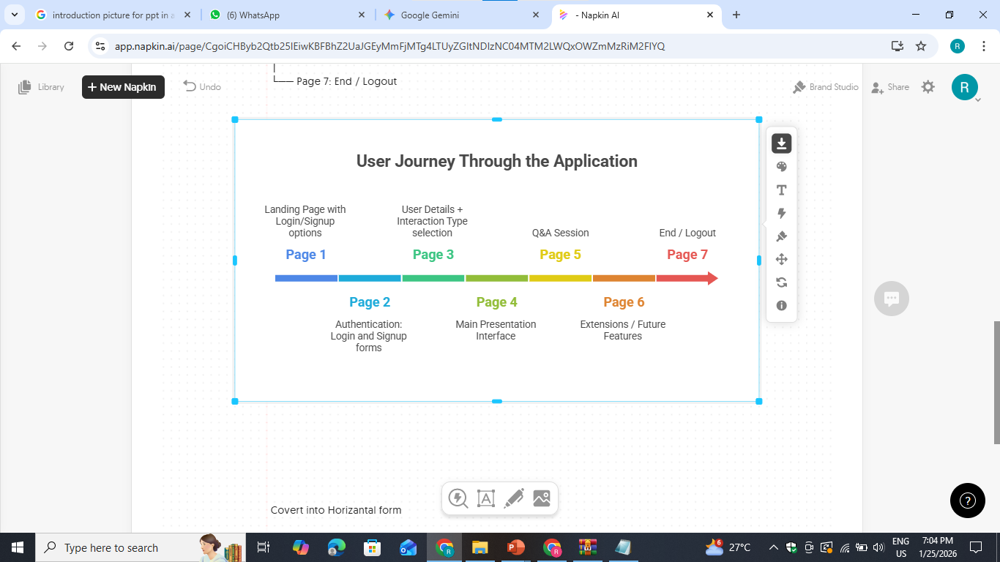 introduction picture for ppt in a
(6) WhatsApp
Google Gemini
- Napkin AI
app.napkin.ai/page/CgoiCHByb2Qtb25lEiwKBFBhZ2UaJGEyMmFjMTg4LTUyZGItNDIzNC04MTM2LWQxOWZmMzRiM2FlYQ
R
Library
+ New Napkin
Undo
Page 7: End / Logout
Brand Studio
Share
R
User Journey Through the Application
Landing Page with
Login/Signup
options
Page 1
User Details +
Interaction Type
selection
Page 3
Q&A Session
Page 5
End / Logout
Page 7
Page 2
Authentication:
Login and Signup
forms
Page 4
Main Presentation
Interface
Page 6
Extensions / Future
Features
Covert into Horizantal form
Type here to search
6
27°C
ENG
US
7:04 PM
1/25/2026